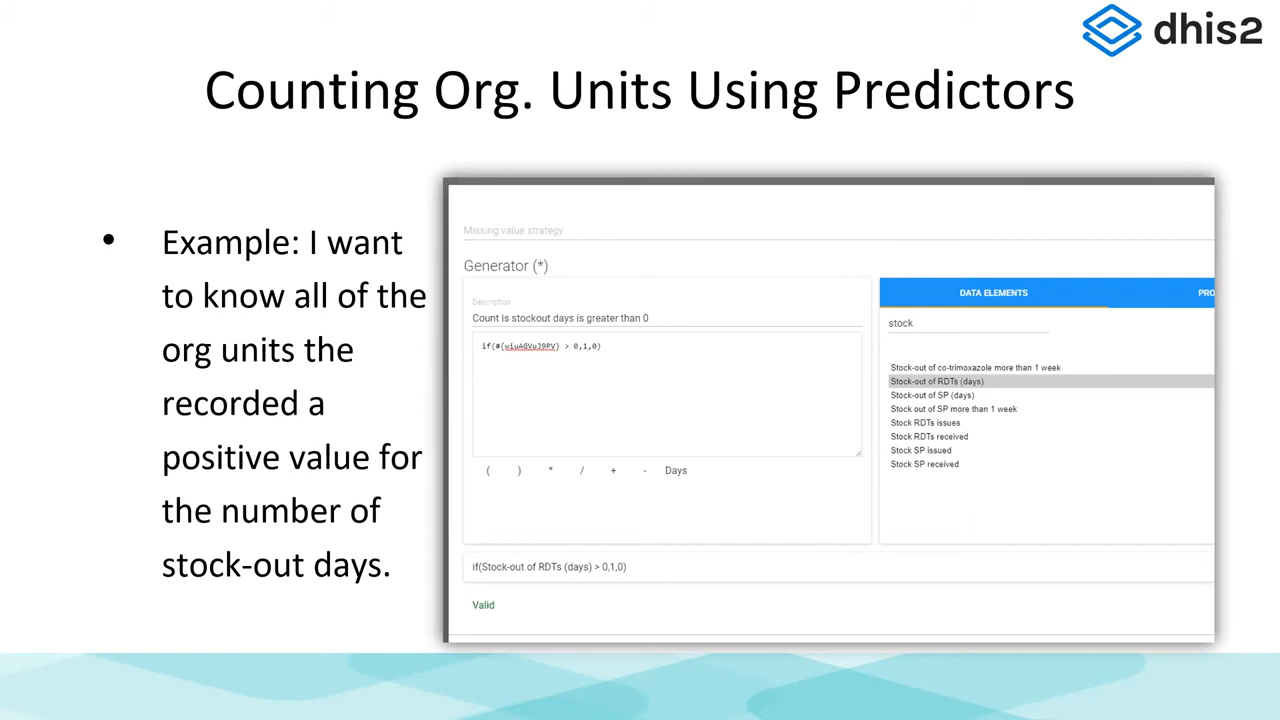 dhis2
Counting Org. Units Using Predictors
• Example: I want
to know all of the
org units the
recorded a
positive value for
the number of
stock-out days.
Missing value strategy
Generator (*)
Description
Count is stockout days is greater than 0
if(#{wiuAGVuJ9PV} > 0,1,0)
( ) * / + - Days
if(Stock-out of RDTs (days) > 0,1,0)
Valid
DATA ELEMENTS PRO
stock
Stock-out of co-trimoxazole more than 1 week
Stock-out of RDTs (days)
Stock-out of SP (days)
Stock out of SP more than 1 week
Stock RDTs issues
Stock RDTs received
Stock SP issued
Stock SP received